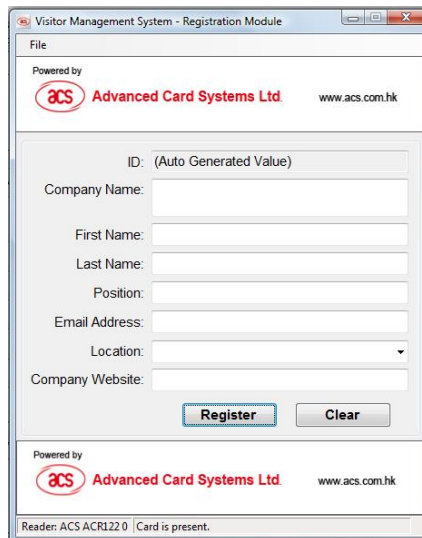 Visitor Management System - Registration Module
File
Powered by
acs Advanced Card Systems Ltd. www.acs.com.hk
ID: (Auto Generated Value)
Company Name:
First Name:
Last Name:
Position:
Email Address:
Location:
Company Website:
Register Clear
Powered by
acs Advanced Card Systems Ltd. www.acs.com.hk
Reader: ACS ACR122 0 Card is present.